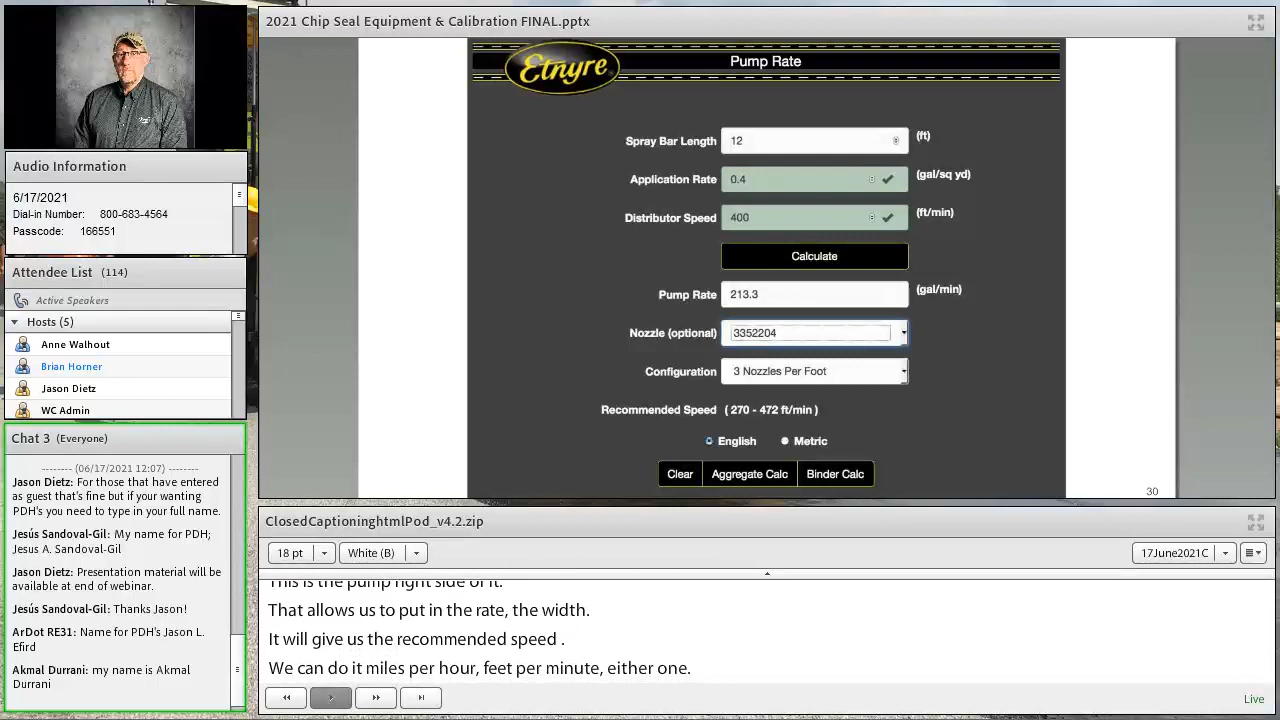 2021 Chip Seal Equipment & Calibration FINAL.pptx
Etnyre
Pump Rate
Spray Bar Length 12 (ft)
Application Rate 0.4 (gal/sq yd)
Distributor Speed 400 (ft/min)
Calculate
Pump Rate 213.3 (gal/min)
Nozzle (optional) 3352204
Configuration 3 Nozzles Per Foot
Recommended Speed ( 270 - 472 ft/min )
English Metric
Clear Aggregate Calc Binder Calc
30
Audio Information
6/17/2021
Dial-in Number: 800-683-4564
Passcode: 166551
Attendee List (114)
Active Speakers
Hosts (5)
Anne Walhout
Brian Horner
Jason Dietz
WC Admin
Chat 3 (Everyone)
-------- (06/17/2021 12:07) --------
Jason Dietz: For those that have entered
as guest that's fine but if your wanting
PDH's you need to type in your full name.
Jesús Sandoval-Gil: My name for PDH;
Jesus A. Sandoval-Gil
Jason Dietz: Presentation material will be
available at end of webinar.
Jesús Sandoval-Gil: Thanks Jason!
ArDot RE31: Name for PDH's Jason L.
Efird
Akmal Durrani: my name is Akmal
Durrani
ClosedCaptioninghtmlPod_v4.2.zip
18 pt White (B) 17June2021C
This is the pump right side of it.
That allows us to put in the rate, the width.
It will give us the recommended speed .
We can do it miles per hour, feet per minute, either one.
Live